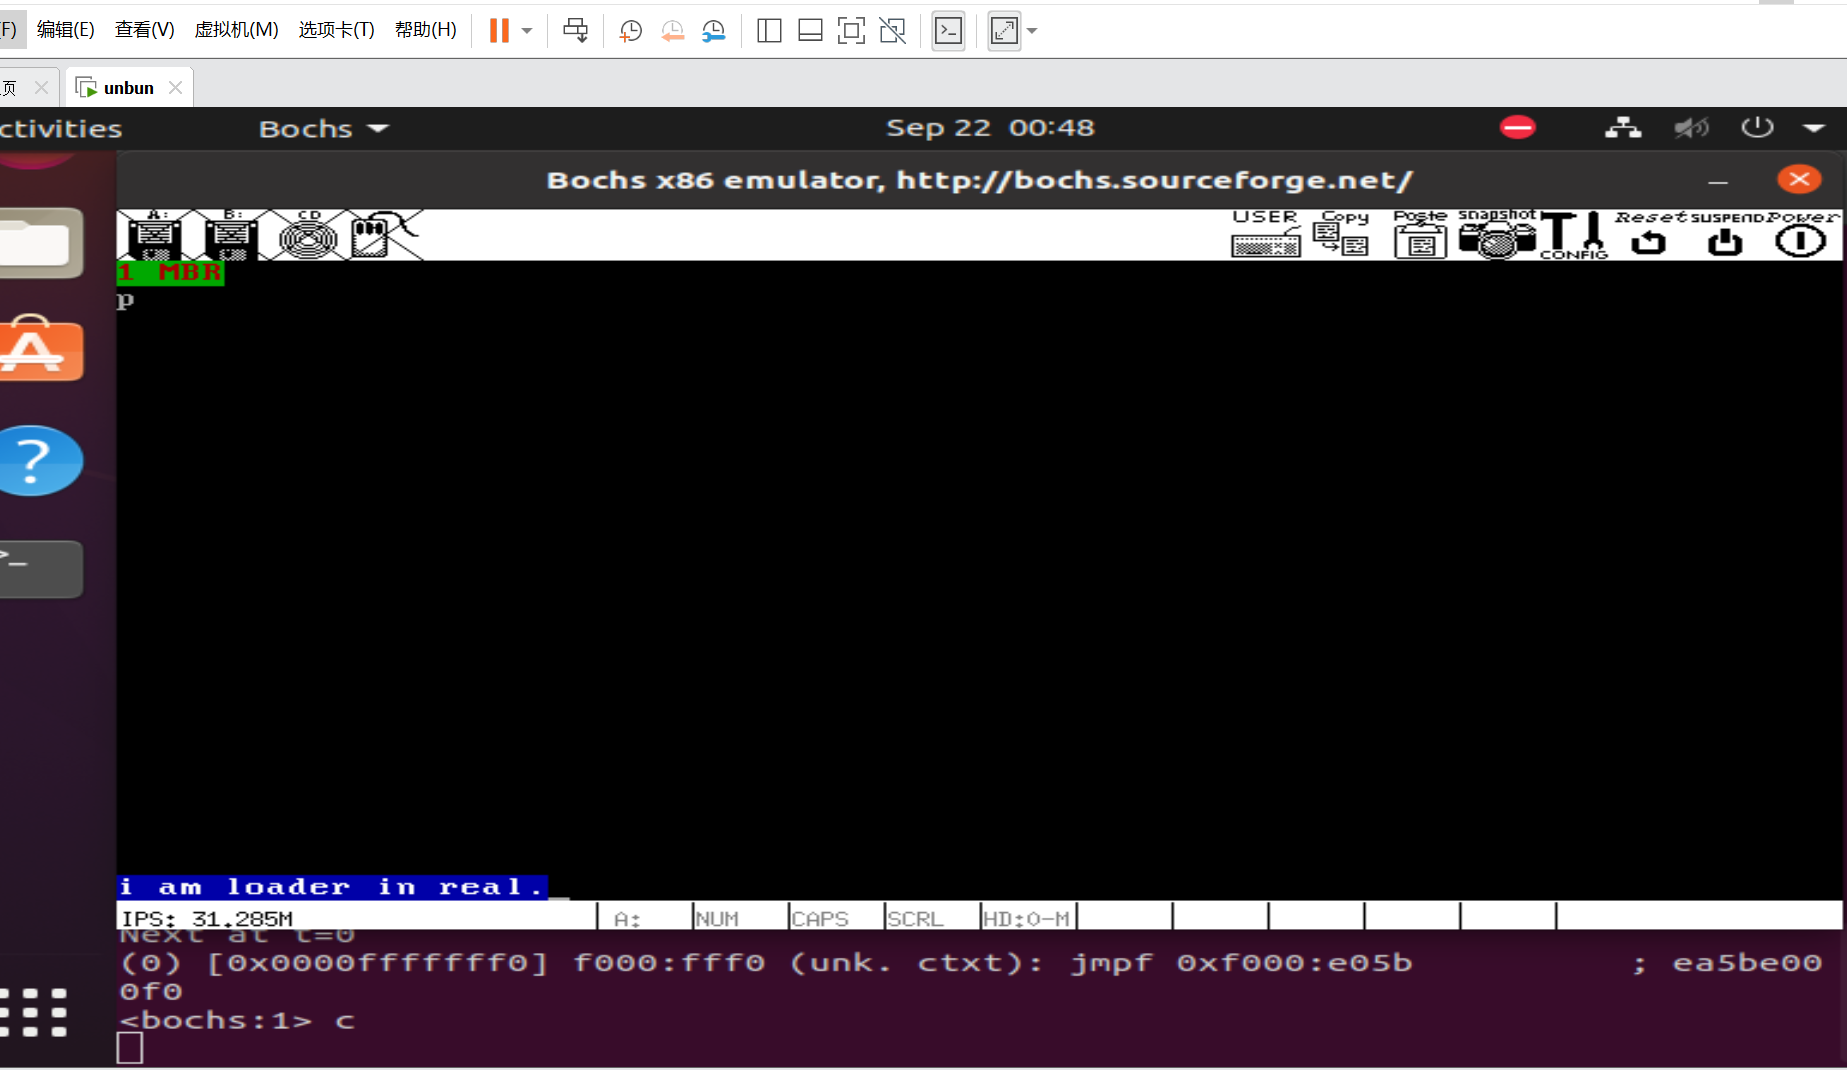 (F) 编辑(E) 查看(V) 虚拟机(M) 选项卡(T) 帮助(H)
页 unbun
ctivities Bochs Sep 22 00:48
Bochs x86 emulator, http://bochs.sourceforge.net/
A: B: CD USER Copy Paste snapshot CONFIG Reset SUSPEND Power
1 MBR
p
i am loader in real.
IPS: 31.285M A: NUM CAPS SCRL HD:0-M
Next at t=0
(0) [0x0000fffffff0] f000:fff0 (unk. ctxt): jmpf 0xf000:e05b ; ea5be00
0f0
<bochs:1> c